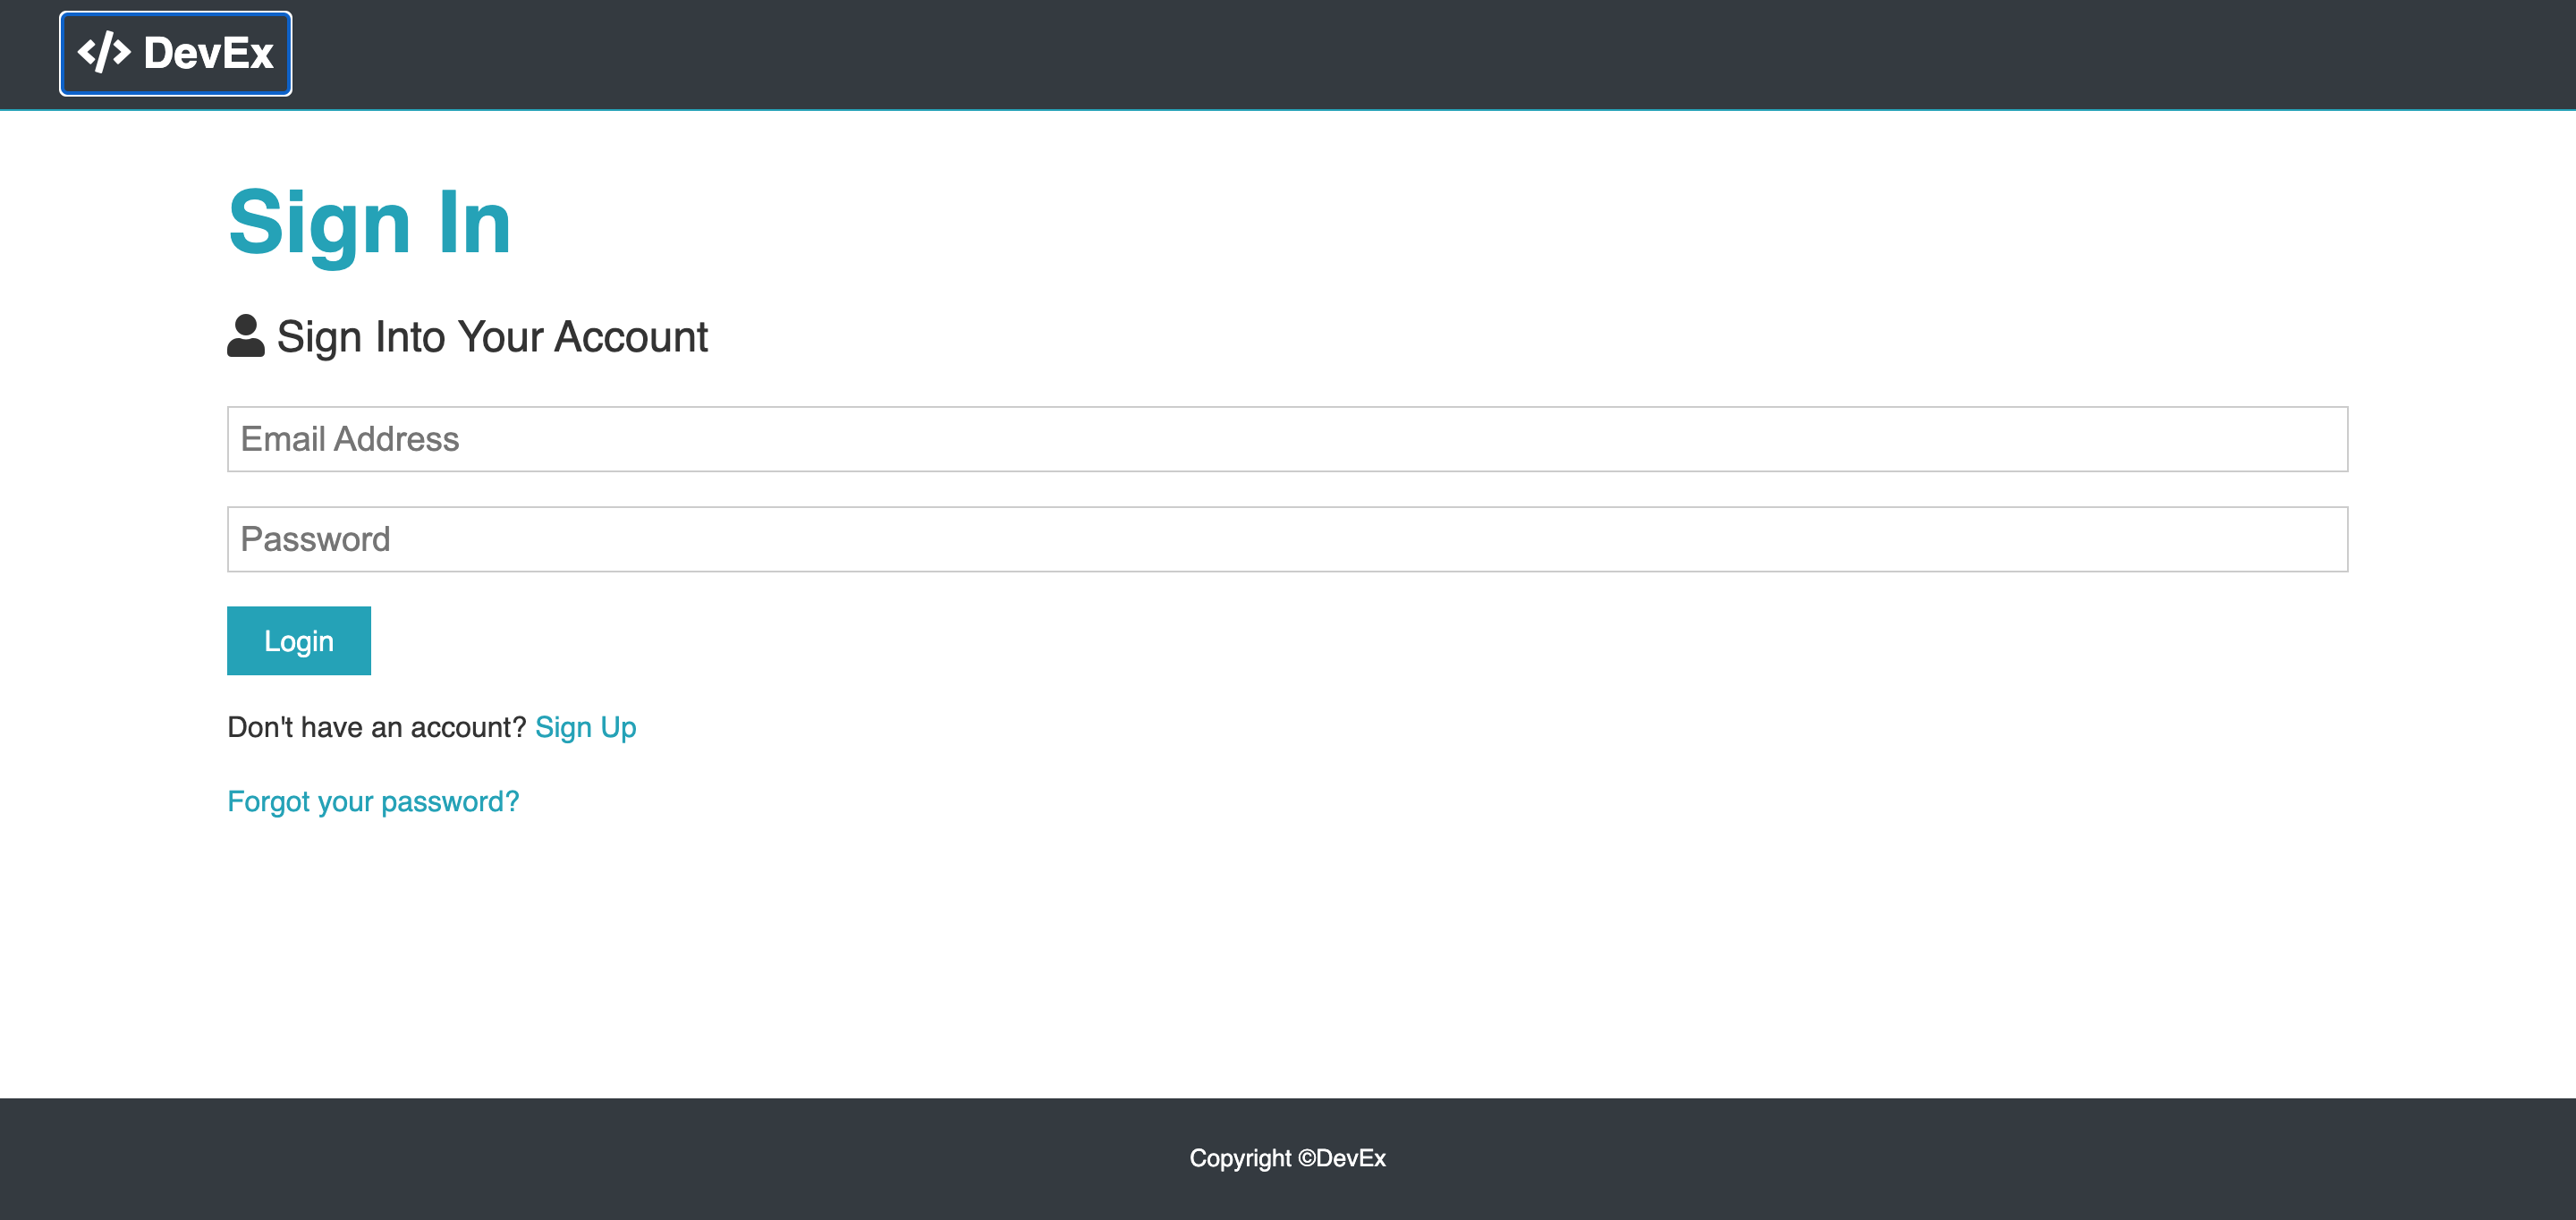 </> DevEx
Sign In
Sign Into Your Account
Email Address
Password
Login
Don't have an account? Sign Up
Forgot your password?
Copyright ©DevEx